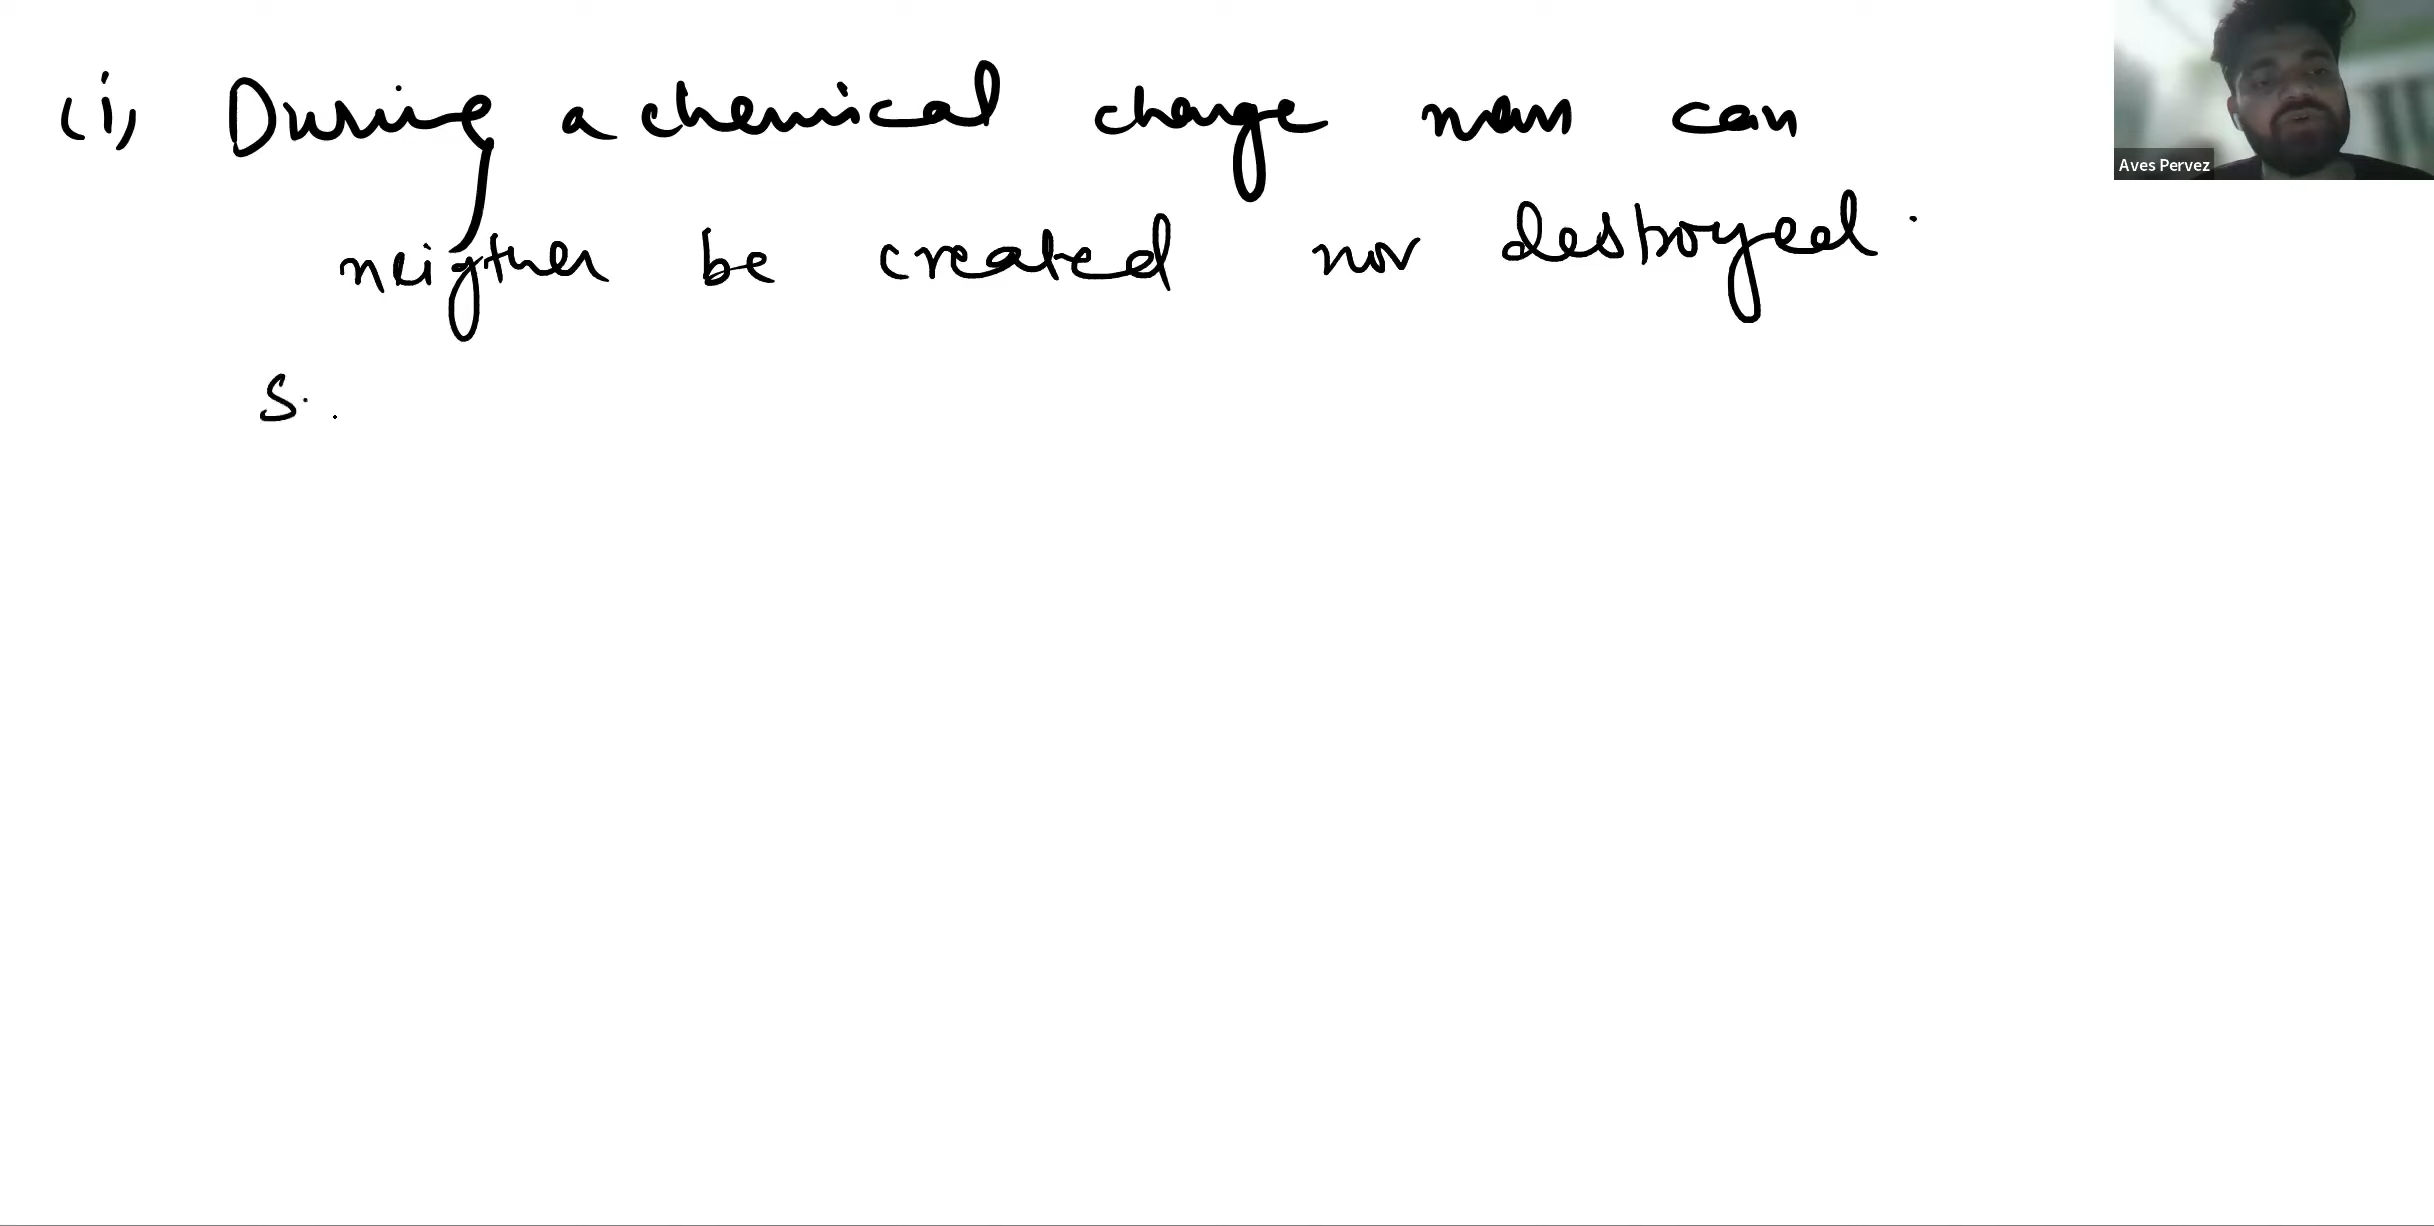 (i) During a chemical change mass can
Aves Pervez
neigther be created nor destroyed.
S..